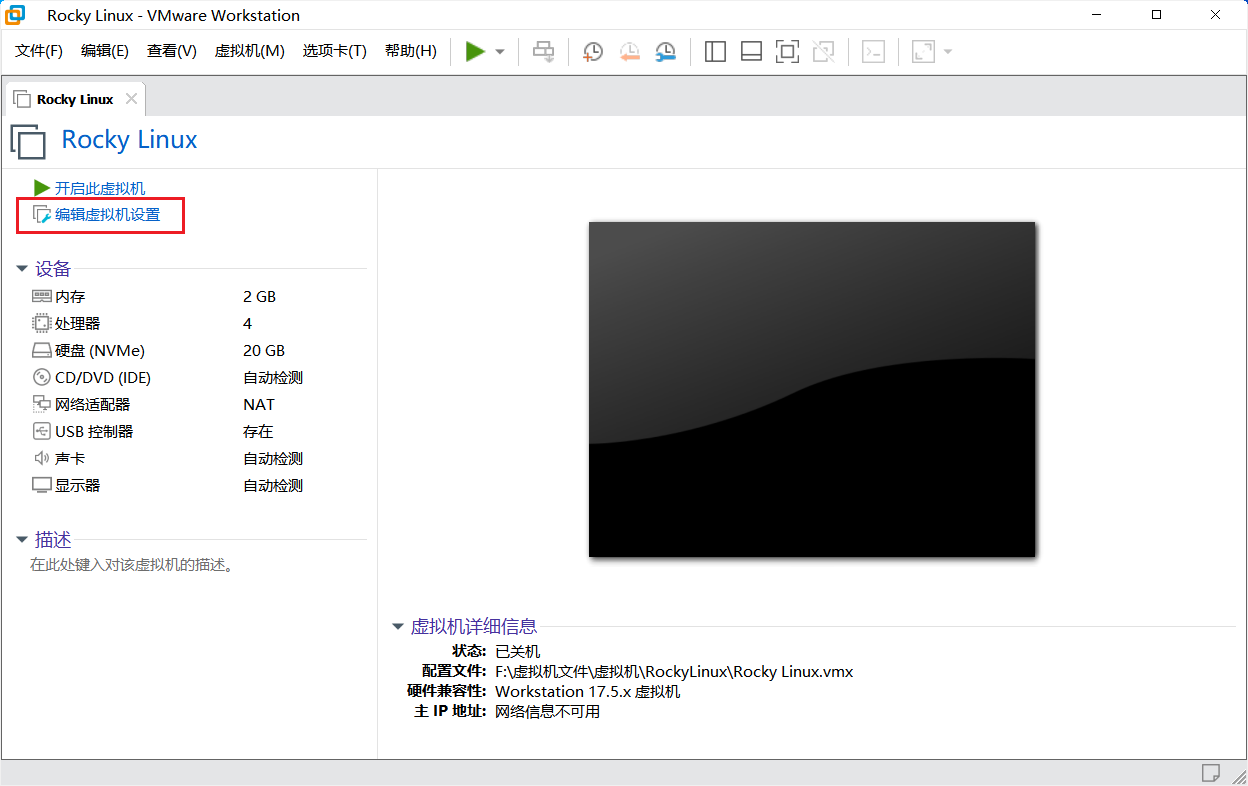 Rocky Linux - VMware Workstation
文件(F) 编辑(E) 查看(V) 虚拟机(M) 选项卡(T) 帮助(H)
Rocky Linux
Rocky Linux
开启此虚拟机
编辑虚拟机设置
设备
内存 2 GB
处理器 4
硬盘 (NVMe) 20 GB
CD/DVD (IDE) 自动检测
网络适配器 NAT
USB 控制器 存在
声卡 自动检测
显示器 自动检测
描述
在此处键入对该虚拟机的描述。
虚拟机详细信息
状态: 已关机
配置文件: F:\虚拟机文件\虚拟机\RockyLinux\Rocky Linux.vmx
硬件兼容性: Workstation 17.5.x 虚拟机
主 IP 地址: 网络信息不可用